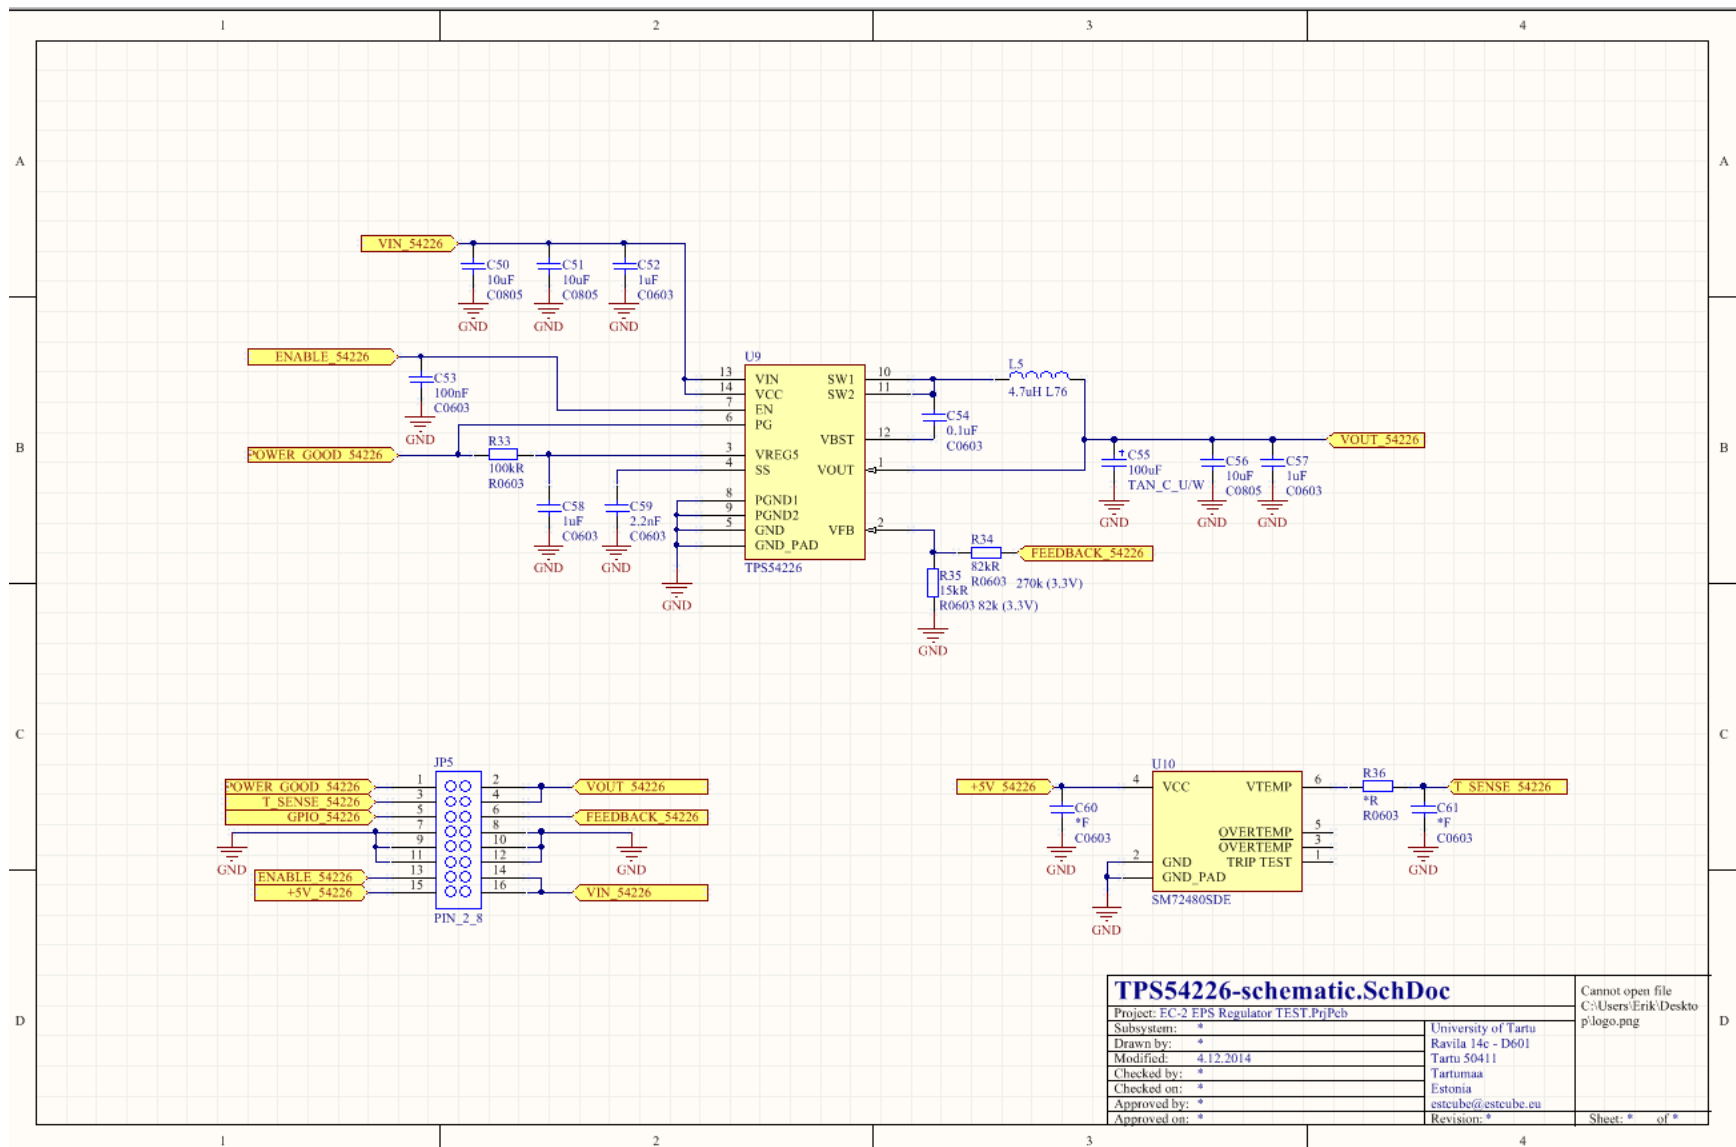 1 2 3 4
A A
B B
C C
D D
VIN_54226
C50
10uF
C0805
GND
C51
10uF
C0805
GND
C52
1uF
C0603
GND
ENABLE_54226
C53
100nF
C0603
GND
POWER_GOOD_54226
R33
100kR
R0603
C58
1uF
C0603
GND
C59
2.2nF
C0603
GND
GND
U9
13 VIN
14 VCC
7 EN
6 PG
3 VREG5
4 SS
8 PGND1
9 PGND2
5 GND
GND_PAD
SW1 10
SW2 11
VBST 12
VOUT 1
VFB 2
TPS54226
L5
4.7uH L76
C54
0.1uF
C0603
VOUT_54226
C55
+
100uF
TAN_C_U/W
GND
C56
10uF
C0805
GND
C57
1uF
C0603
GND
R34
82kR
R0603 270k (3.3V)
FEEDBACK_54226
R35
15kR
R0603 82k (3.3V)
GND
JP5
POWER_GOOD_54226 1 2 VOUT_54226
T_SENSE_54226 3 4
GPIO_54226 5 6 FEEDBACK_54226
7 8
9 10
11 12
GND GND
ENABLE_54226 13 14
+5V_54226 15 16 VIN_54226
PIN_2_8
U10
+5V_54226
C60
*F
C0603
GND
4 VCC
2 GND
GND_PAD
GND
VTEMP 6
OVERTEMP 5
OVERTEMP 3
TRIP TEST 1
SM72480SDE
R36
*R
R0603
T_SENSE_54226
C61
*F
C0603
GND
TPS54226-schematic.SchDoc
Project: EC-2 EPS Regulator TEST.PrjPcb
Subsystem: *
Drawn by: *
Modified: 4.12.2014
Checked by: *
Checked on: *
Approved by: *
Approved on: *
University of Tartu
Ravila 14c - D601
Tartu 50411
Tartumaa
Estonia
estcube@estcube.eu
Revision: *
Cannot open file
C:\Users\Erik\Deskto
p\logo.png
Sheet: * of *
1 2 3 4